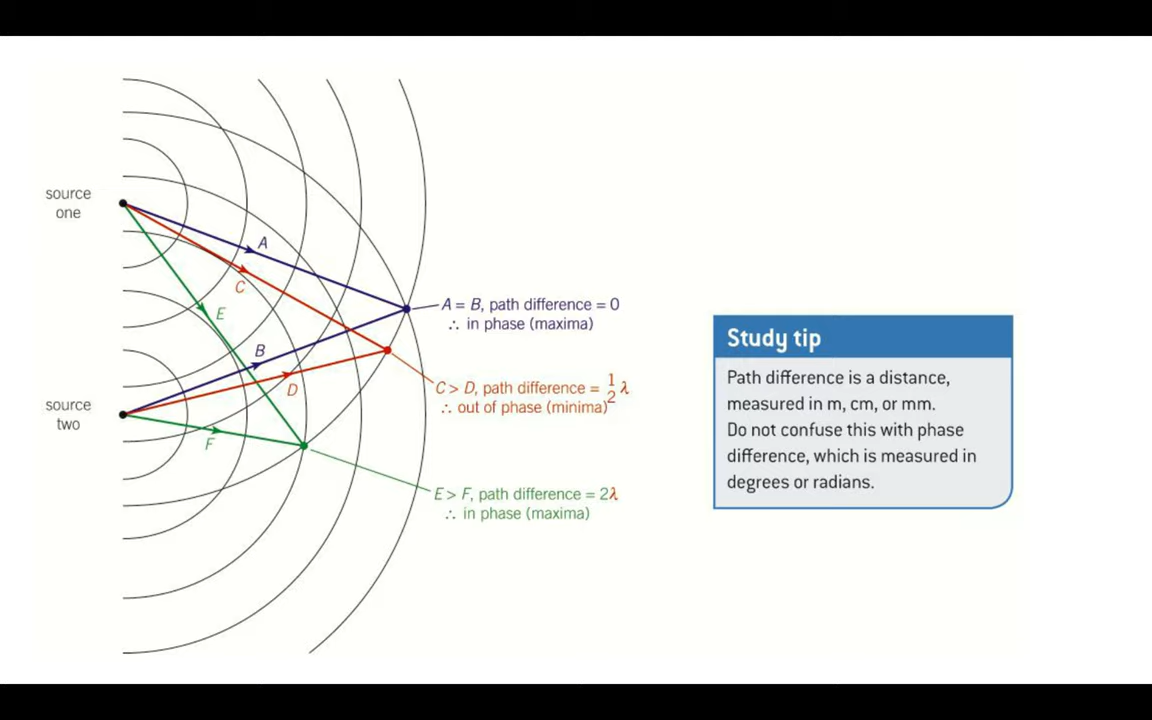 source
one
A
C
E
A = B, path difference = 0
∴ in phase (maxima)
B
D
C > D, path difference = 1/2 λ
∴ out of phase (minima)
source
two
F
E > F, path difference = 2λ
∴ in phase (maxima)
Study tip
Path difference is a distance,
measured in m, cm, or mm.
Do not confuse this with phase
difference, which is measured in
degrees or radians.